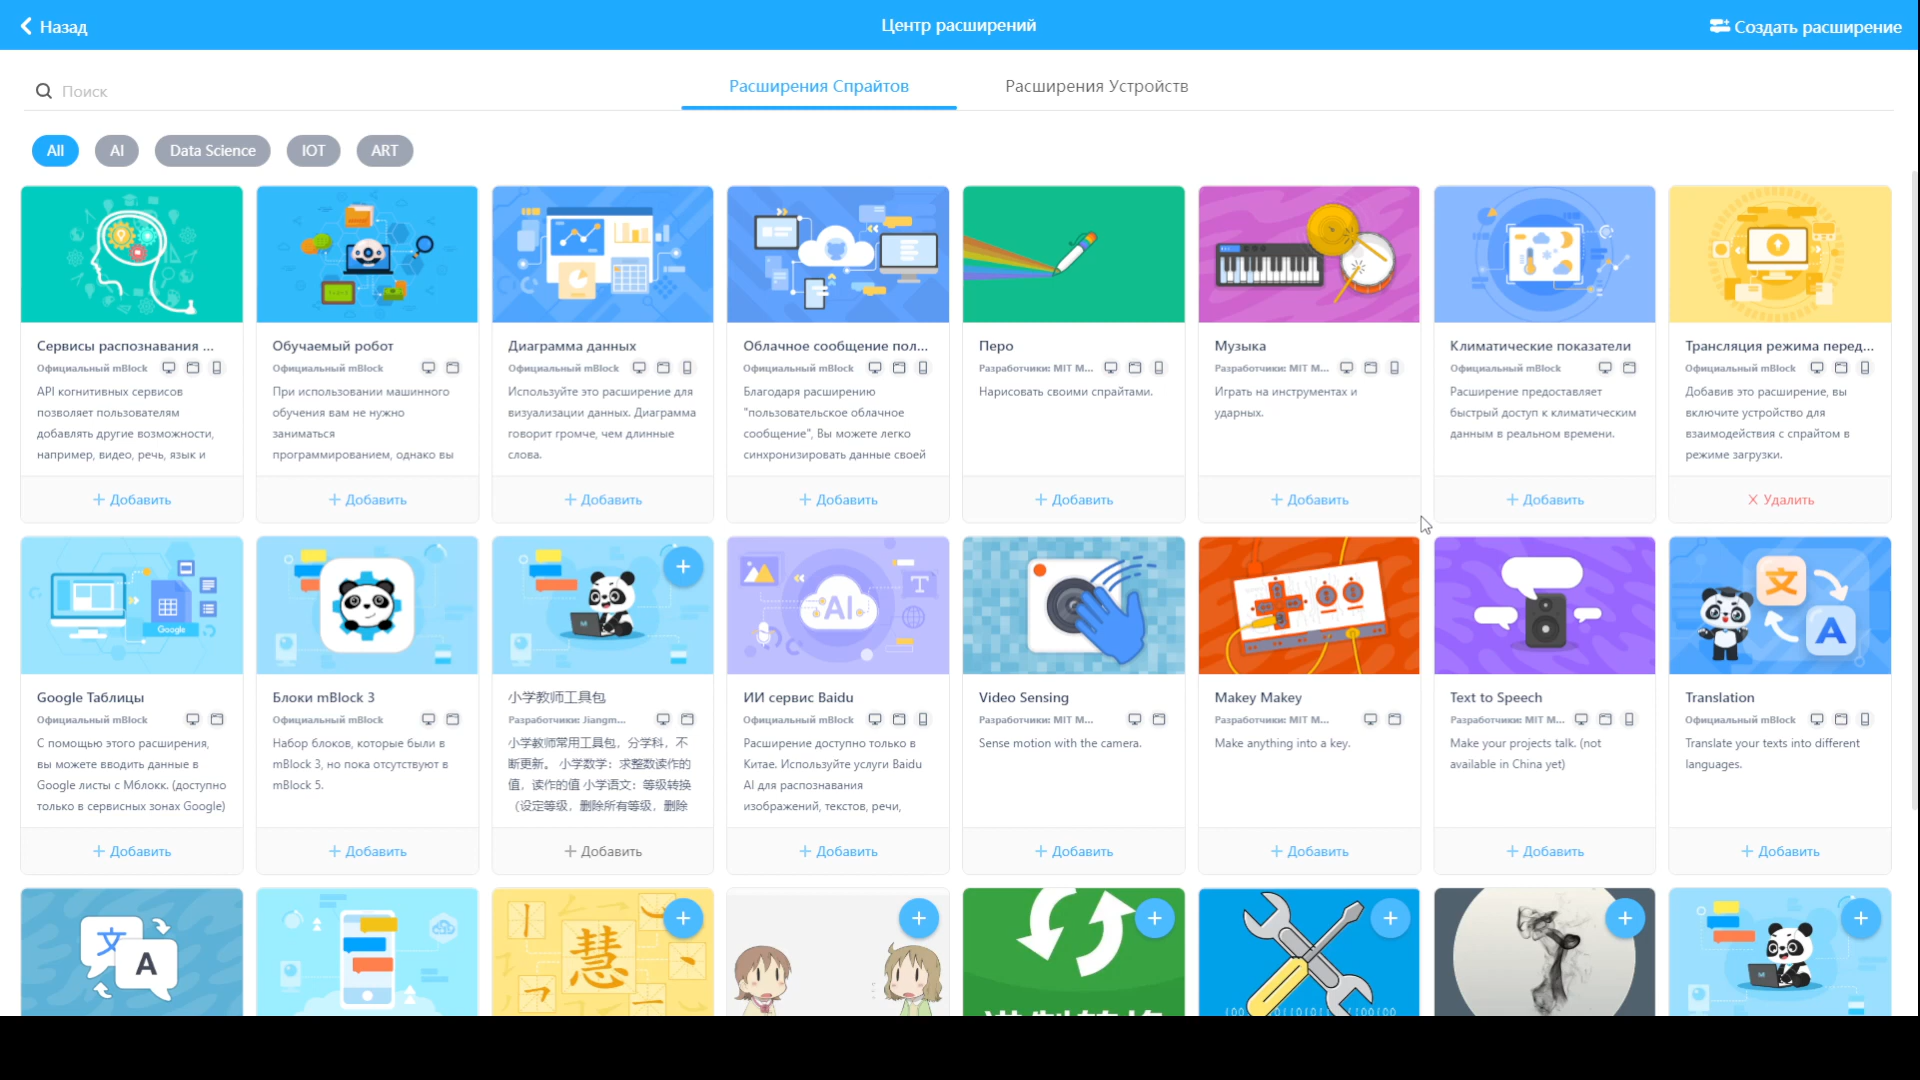 Назад
Центр расширений
Создать расширение
Поиск
Расширения Спрайтов
Расширения Устройств
All
AI
Data Science
IOT
ART
Сервисы распознавания ...
Официальный mBlock
API когнитивных сервисов
позволяет пользователям
добавлять другие возможности,
например, видео, речь, язык и
+ Добавить
Обучаемый робот
Официальный mBlock
При использовании машинного
обучения вам не нужно
заниматься
программированием, однако вы
+ Добавить
Диаграмма данных
Официальный mBlock
Используйте это расширение для
визуализации данных. Диаграмма
говорит громче, чем длинные
слова.
+ Добавить
Облачное сообщение пол...
Официальный mBlock
Благодаря расширению
"пользовательское облачное
сообщение", Вы можете легко
синхронизировать данные своей
+ Добавить
Перо
Разработчики: MIT M...
Нарисовать своими спрайтами.
+ Добавить
Музыка
Разработчики: MIT M...
Играть на инструментах и
ударных.
+ Добавить
Климатические показатели
Официальный mBlock
Расширение предоставляет
быстрый доступ к климатическим
данным в реальном времени.
+ Добавить
Трансляция режима перед...
Официальный mBlock
Добавив это расширение, вы
включите устройство для
взаимодействия с спрайтом в
режиме загрузки.
X Удалить
Google
Google Таблицы
Официальный mBlock
С помощью этого расширения,
вы можете вводить данные в
Google листы с Мблокк. (доступно
только в сервисных зонах Google)
+ Добавить
Блоки mBlock 3
Официальный mBlock
Набор блоков, которые были в
mBlock 3, но пока отсутствуют в
mBlock 5.
+ Добавить
小学教师工具包
Разработчики: Jiangm...
小学教师常用工具包，分学科，不
断更新。 小学数学：求整数读作的
值，读作的值 小学语文：等级转换
（设定等级，删除所有等级，删除
+ Добавить
AI
T
ИИ сервис Baidu
Официальный mBlock
Расширение доступно только в
Китае. Используйте услуги Baidu
AI для распознавания
изображений, текстов, речи,
+ Добавить
Video Sensing
Разработчики: MIT M...
Sense motion with the camera.
+ Добавить
Makey Makey
Разработчики: MIT M...
Make anything into a key.
+ Добавить
Text to Speech
Разработчики: MIT M...
Make your projects talk. (not
available in China yet)
+ Добавить
文
A
Translation
Официальный mBlock
Translate your texts into different
languages.
+ Добавить
文
A
慧